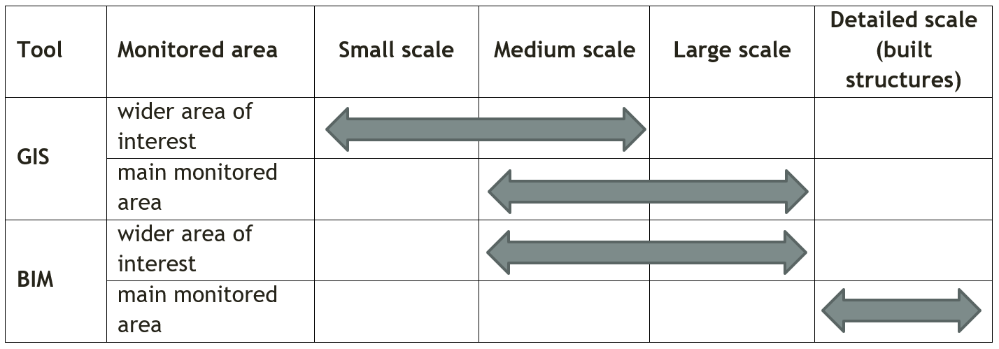 Tool
Monitored area
Small scale
Medium scale
Large scale
Detailed scale
(built
structures)
GIS
wider area of
interest
main monitored
area
BIM
wider area of
interest
main monitored
area